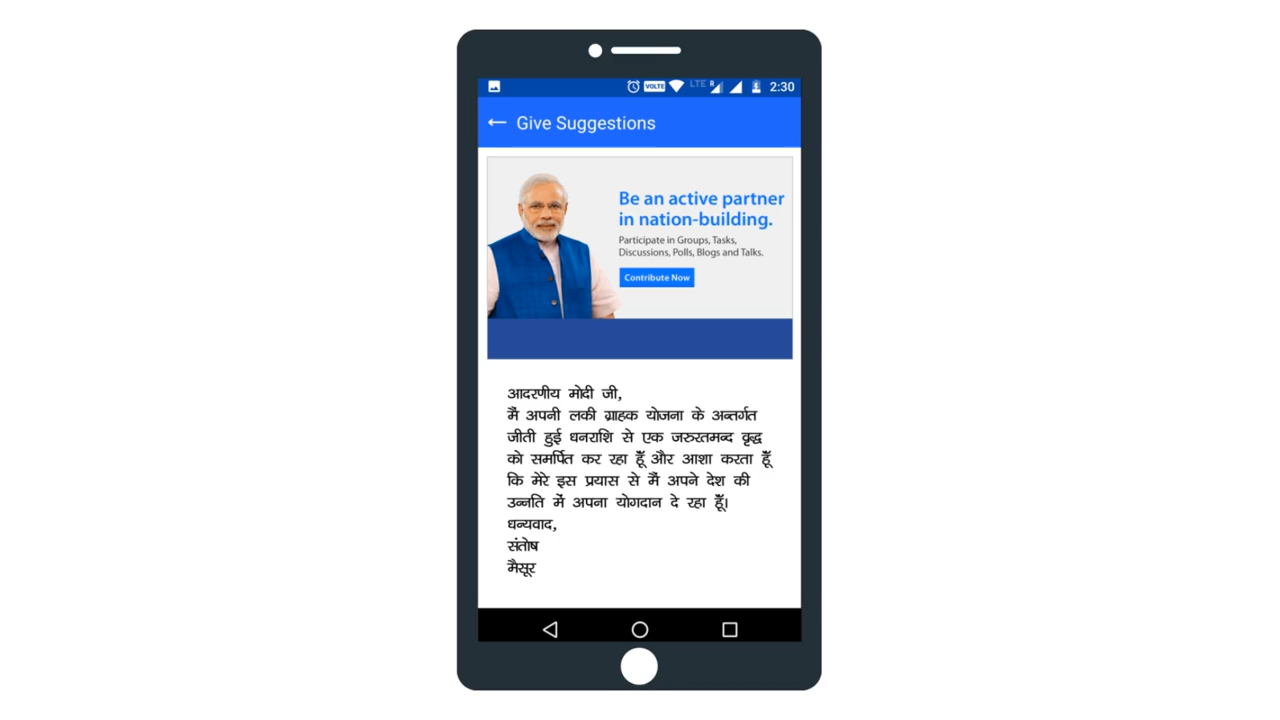 VOLTE LTE R 2:30
Give Suggestions
Be an active partner
in nation-building.
Participate in Groups, Tasks,
Discussions, Polls, Blogs and Talks.
Contribute Now
आदरणीय मोदी जी,
मैं अपनी लकी ग्राहक योजना के अन्तर्गत
जीती हुई धनराशि से एक जरुरतमन्द वृद्ध
को समर्पित कर रहा हूँ और आशा करता हूँ
कि मेरे इस प्रयास से मैं अपने देश की
उन्नति में अपना योगदान दे रहा हूँ।
धन्यवाद,
संतोष
मैसूर